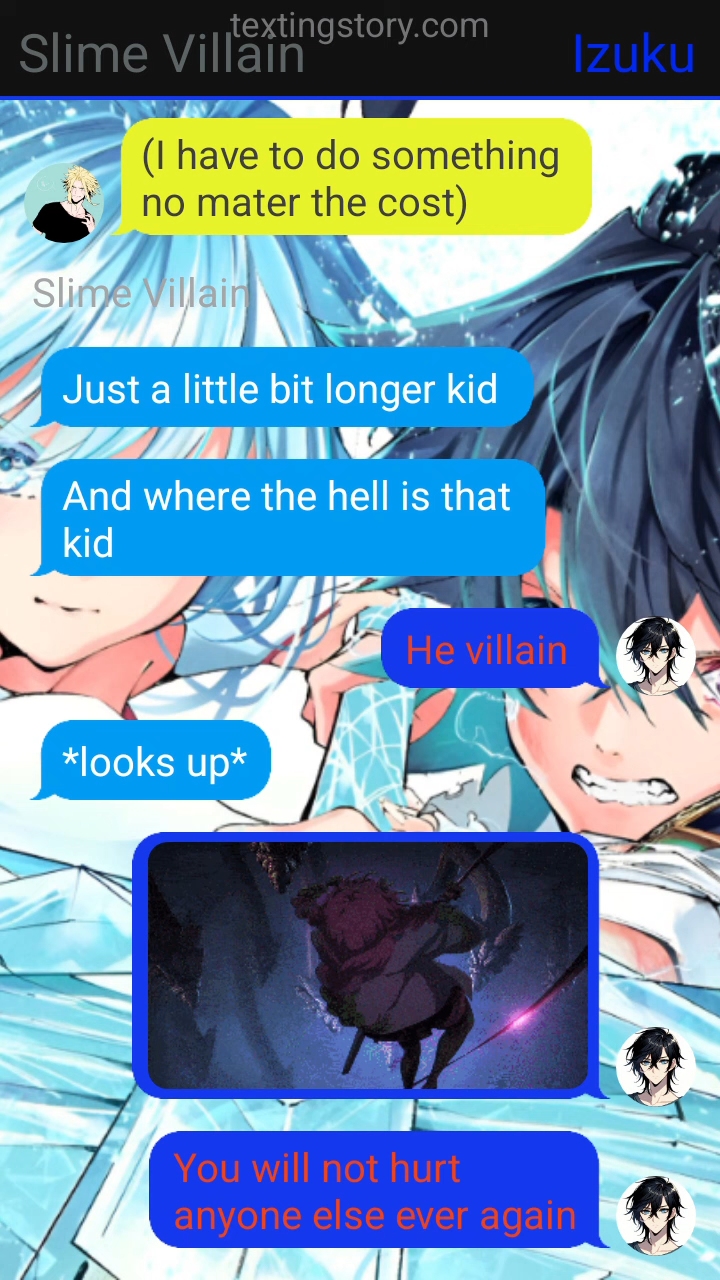 textingstory.com
Slime Villain
Izuku
(I have to do something
no mater the cost)
Slime Villain
Just a little bit longer kid
And where the hell is that
kid
He villain
*looks up*
You will not hurt
anyone else ever again